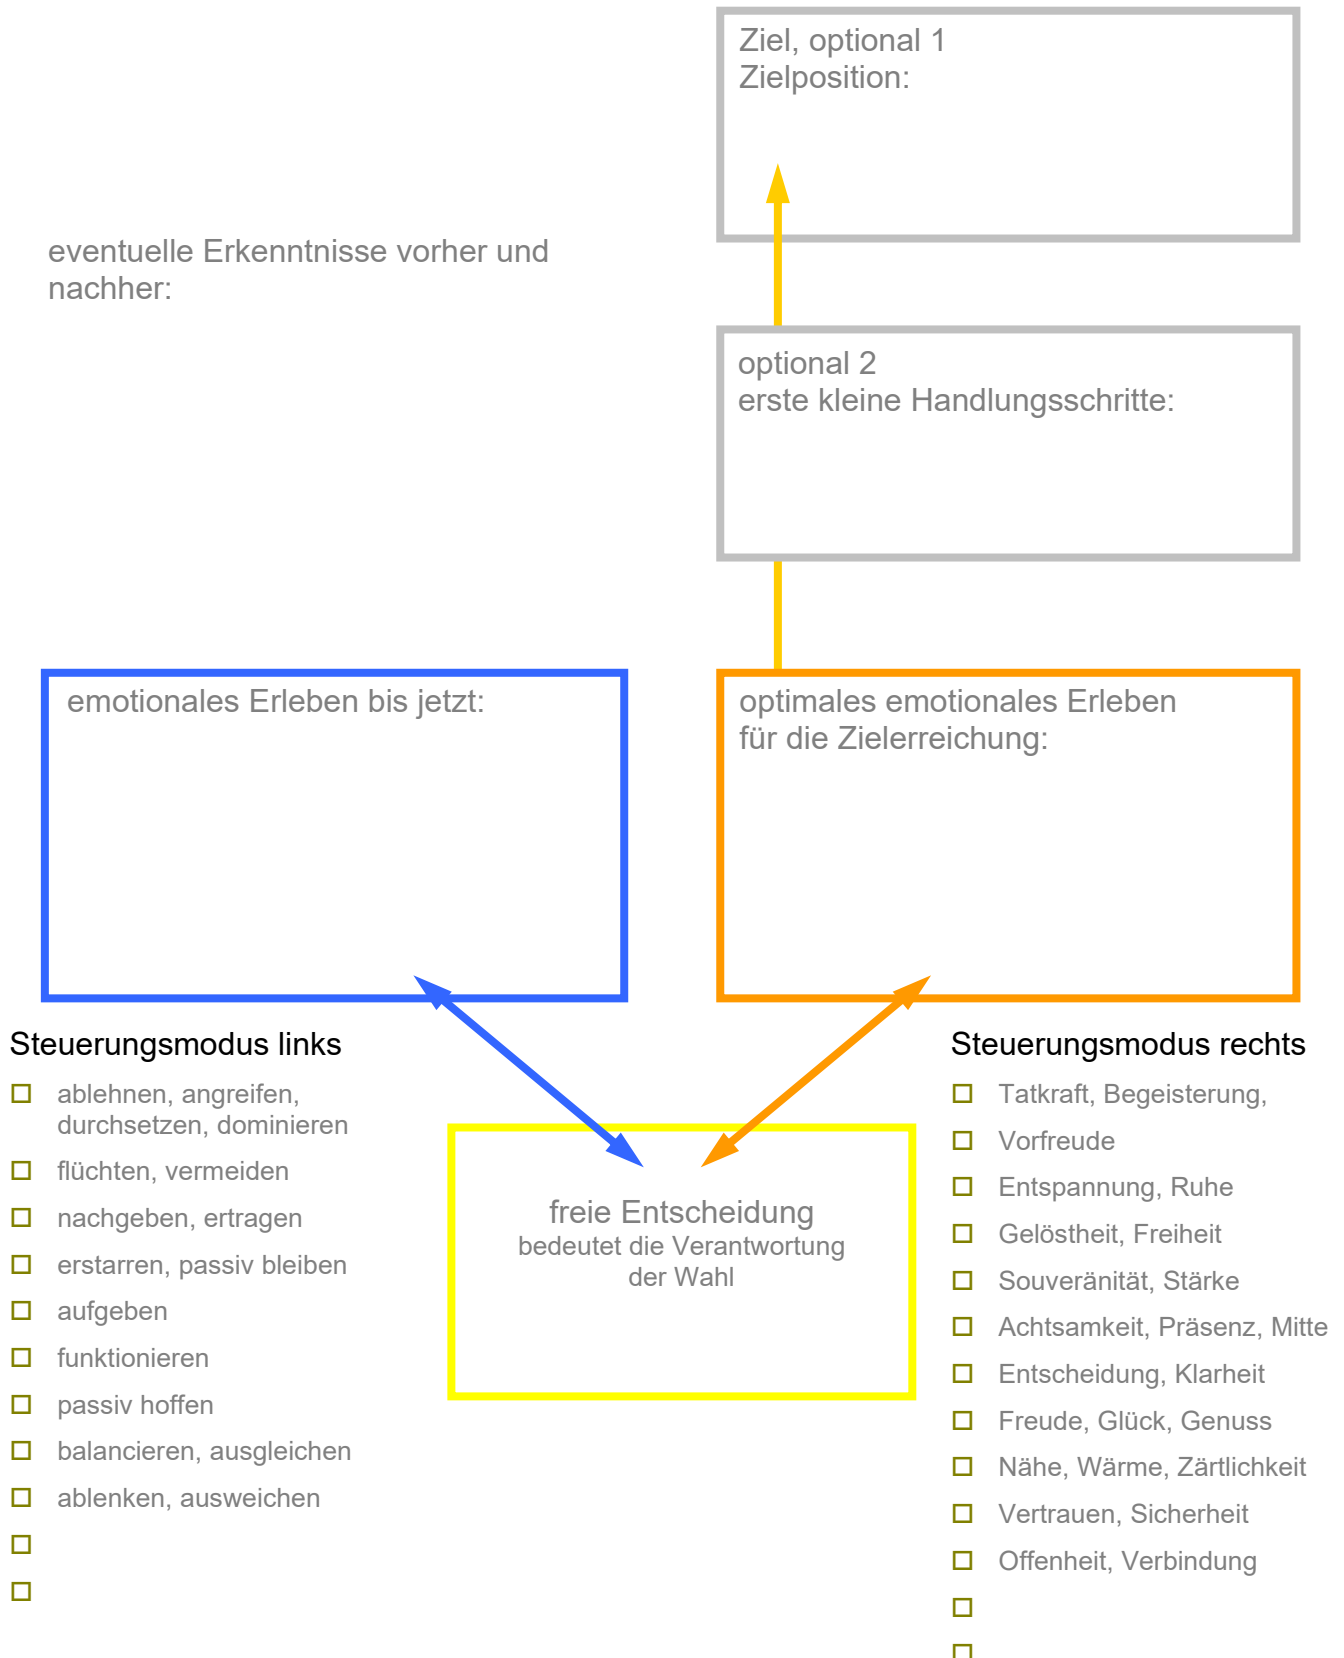 Ziel, optional 1
Zielposition:
eventuelle Erkenntnisse vorher und
nachher:
optional 2
erste kleine Handlungsschritte:
emotionales Erleben bis jetzt:
optimales emotionales Erleben
für die Zielerreichung:
Steuerungsmodus links
ablehnen, angreifen,
durchsetzen, dominieren
flüchten, vermeiden
nachgeben, ertragen
erstarren, passiv bleiben
aufgeben
funktionieren
passiv hoffen
balancieren, ausgleichen
ablenken, ausweichen
freie Entscheidung
bedeutet die Verantwortung
der Wahl
Steuerungsmodus rechts
Tatkraft, Begeisterung,
Vorfreude
Entspannung, Ruhe
Gelöstheit, Freiheit
Souveränität, Stärke
Achtsamkeit, Präsenz, Mitte
Entscheidung, Klarheit
Freude, Glück, Genuss
Nähe, Wärme, Zärtlichkeit
Vertrauen, Sicherheit
Offenheit, Verbindung